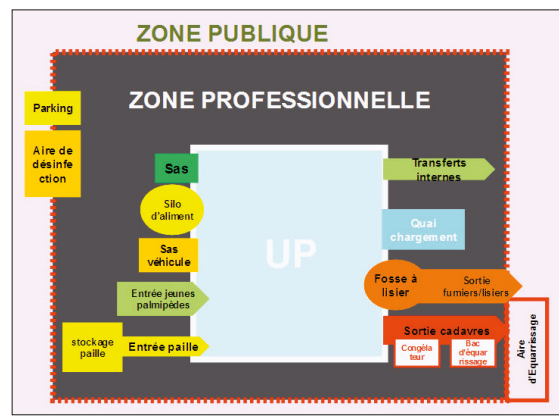 ZONE PUBLIQUE
ZONE PROFESSIONNELLE
Parking
Aire de
désinfe
ction
Sas
Silo
d'aliment
Sas
véhicule
Entrée jeunes
palmipèdes
stockage
paille
Entrée paille
UP
Transferts
internes
Quai
chargement
Fosse à
lisier
Sortie
fumiers/lisiers
Sortie cadavres
Congéla
teur
Bac
d'équar
rissage
Aire
d'Equarrissage